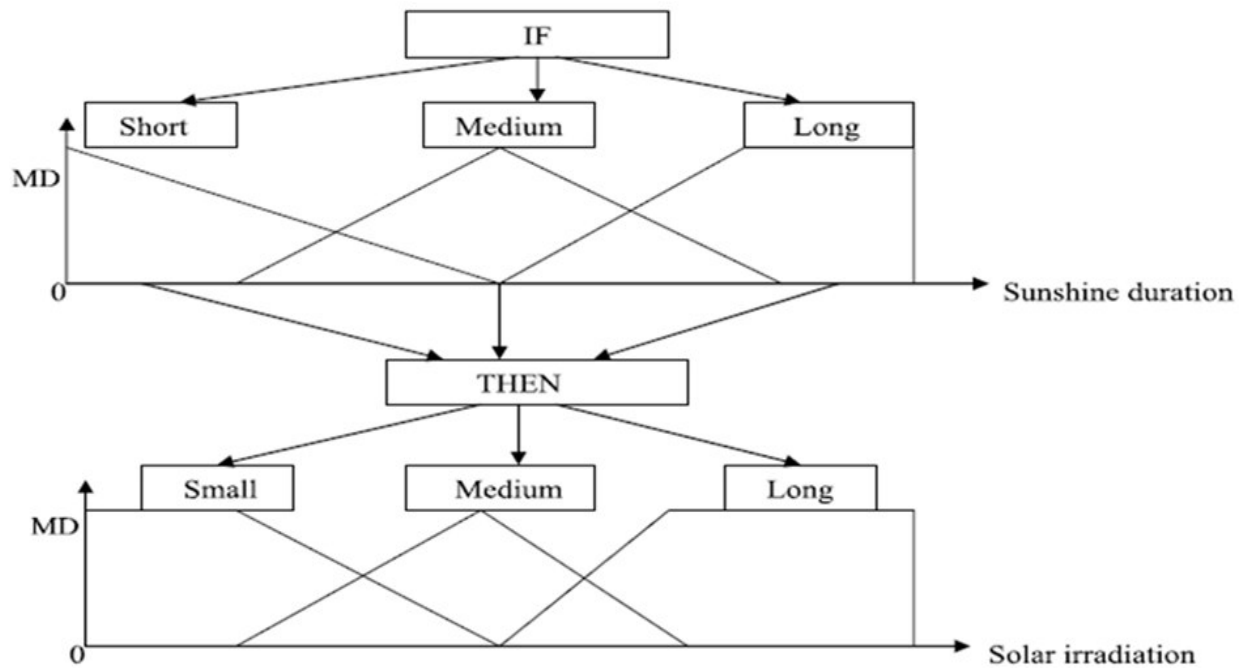 IF
Short
Medium
Long
MD
0
Sunshine duration
THEN
Small
Medium
Long
MD
0
Solar irradiation